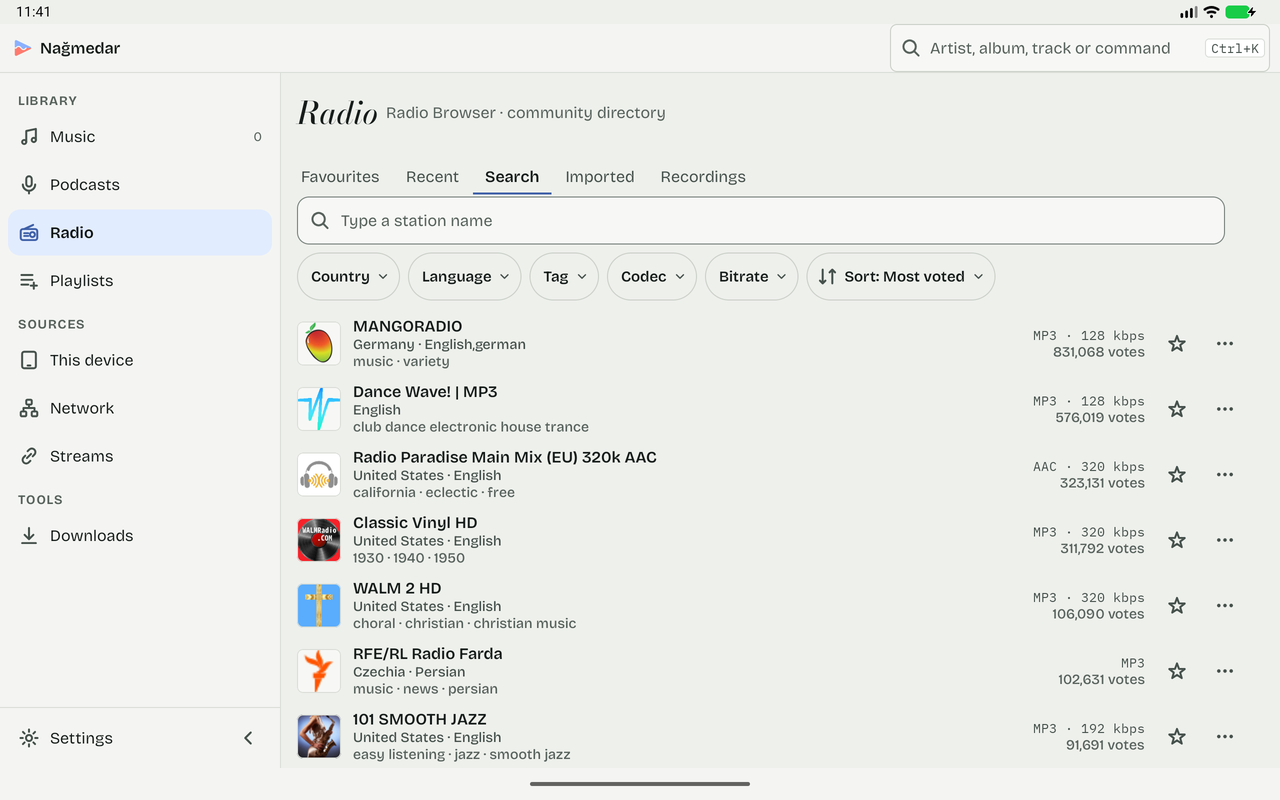 11:41
Nağmedar
Artist, album, track or command
Ctrl+K
LIBRARY
Music
0
Podcasts
Radio
Playlists
SOURCES
This device
Network
Streams
TOOLS
Downloads
Settings
Radio Radio Browser · community directory
Favourites Recent Search Imported Recordings
Type a station name
Country Language Tag Codec Bitrate Sort: Most voted
MANGORADIO
Germany · English,german
music · variety
MP3 · 128 kbps
831,068 votes
Dance Wave! | MP3
English
club dance electronic house trance
MP3 · 128 kbps
576,019 votes
Radio Paradise Main Mix (EU) 320k AAC
United States · English
california · eclectic · free
AAC · 320 kbps
323,131 votes
WALMRadio
.COM
Classic Vinyl HD
United States · English
1930 · 1940 · 1950
MP3 · 320 kbps
311,792 votes
WALM 2 HD
United States · English
choral · christian · christian music
MP3 · 320 kbps
106,090 votes
RFE/RL Radio Farda
Czechia · Persian
music · news · persian
MP3
102,631 votes
101 SMOOTH JAZZ
United States · English
easy listening · jazz · smooth jazz
MP3 · 192 kbps
91,691 votes